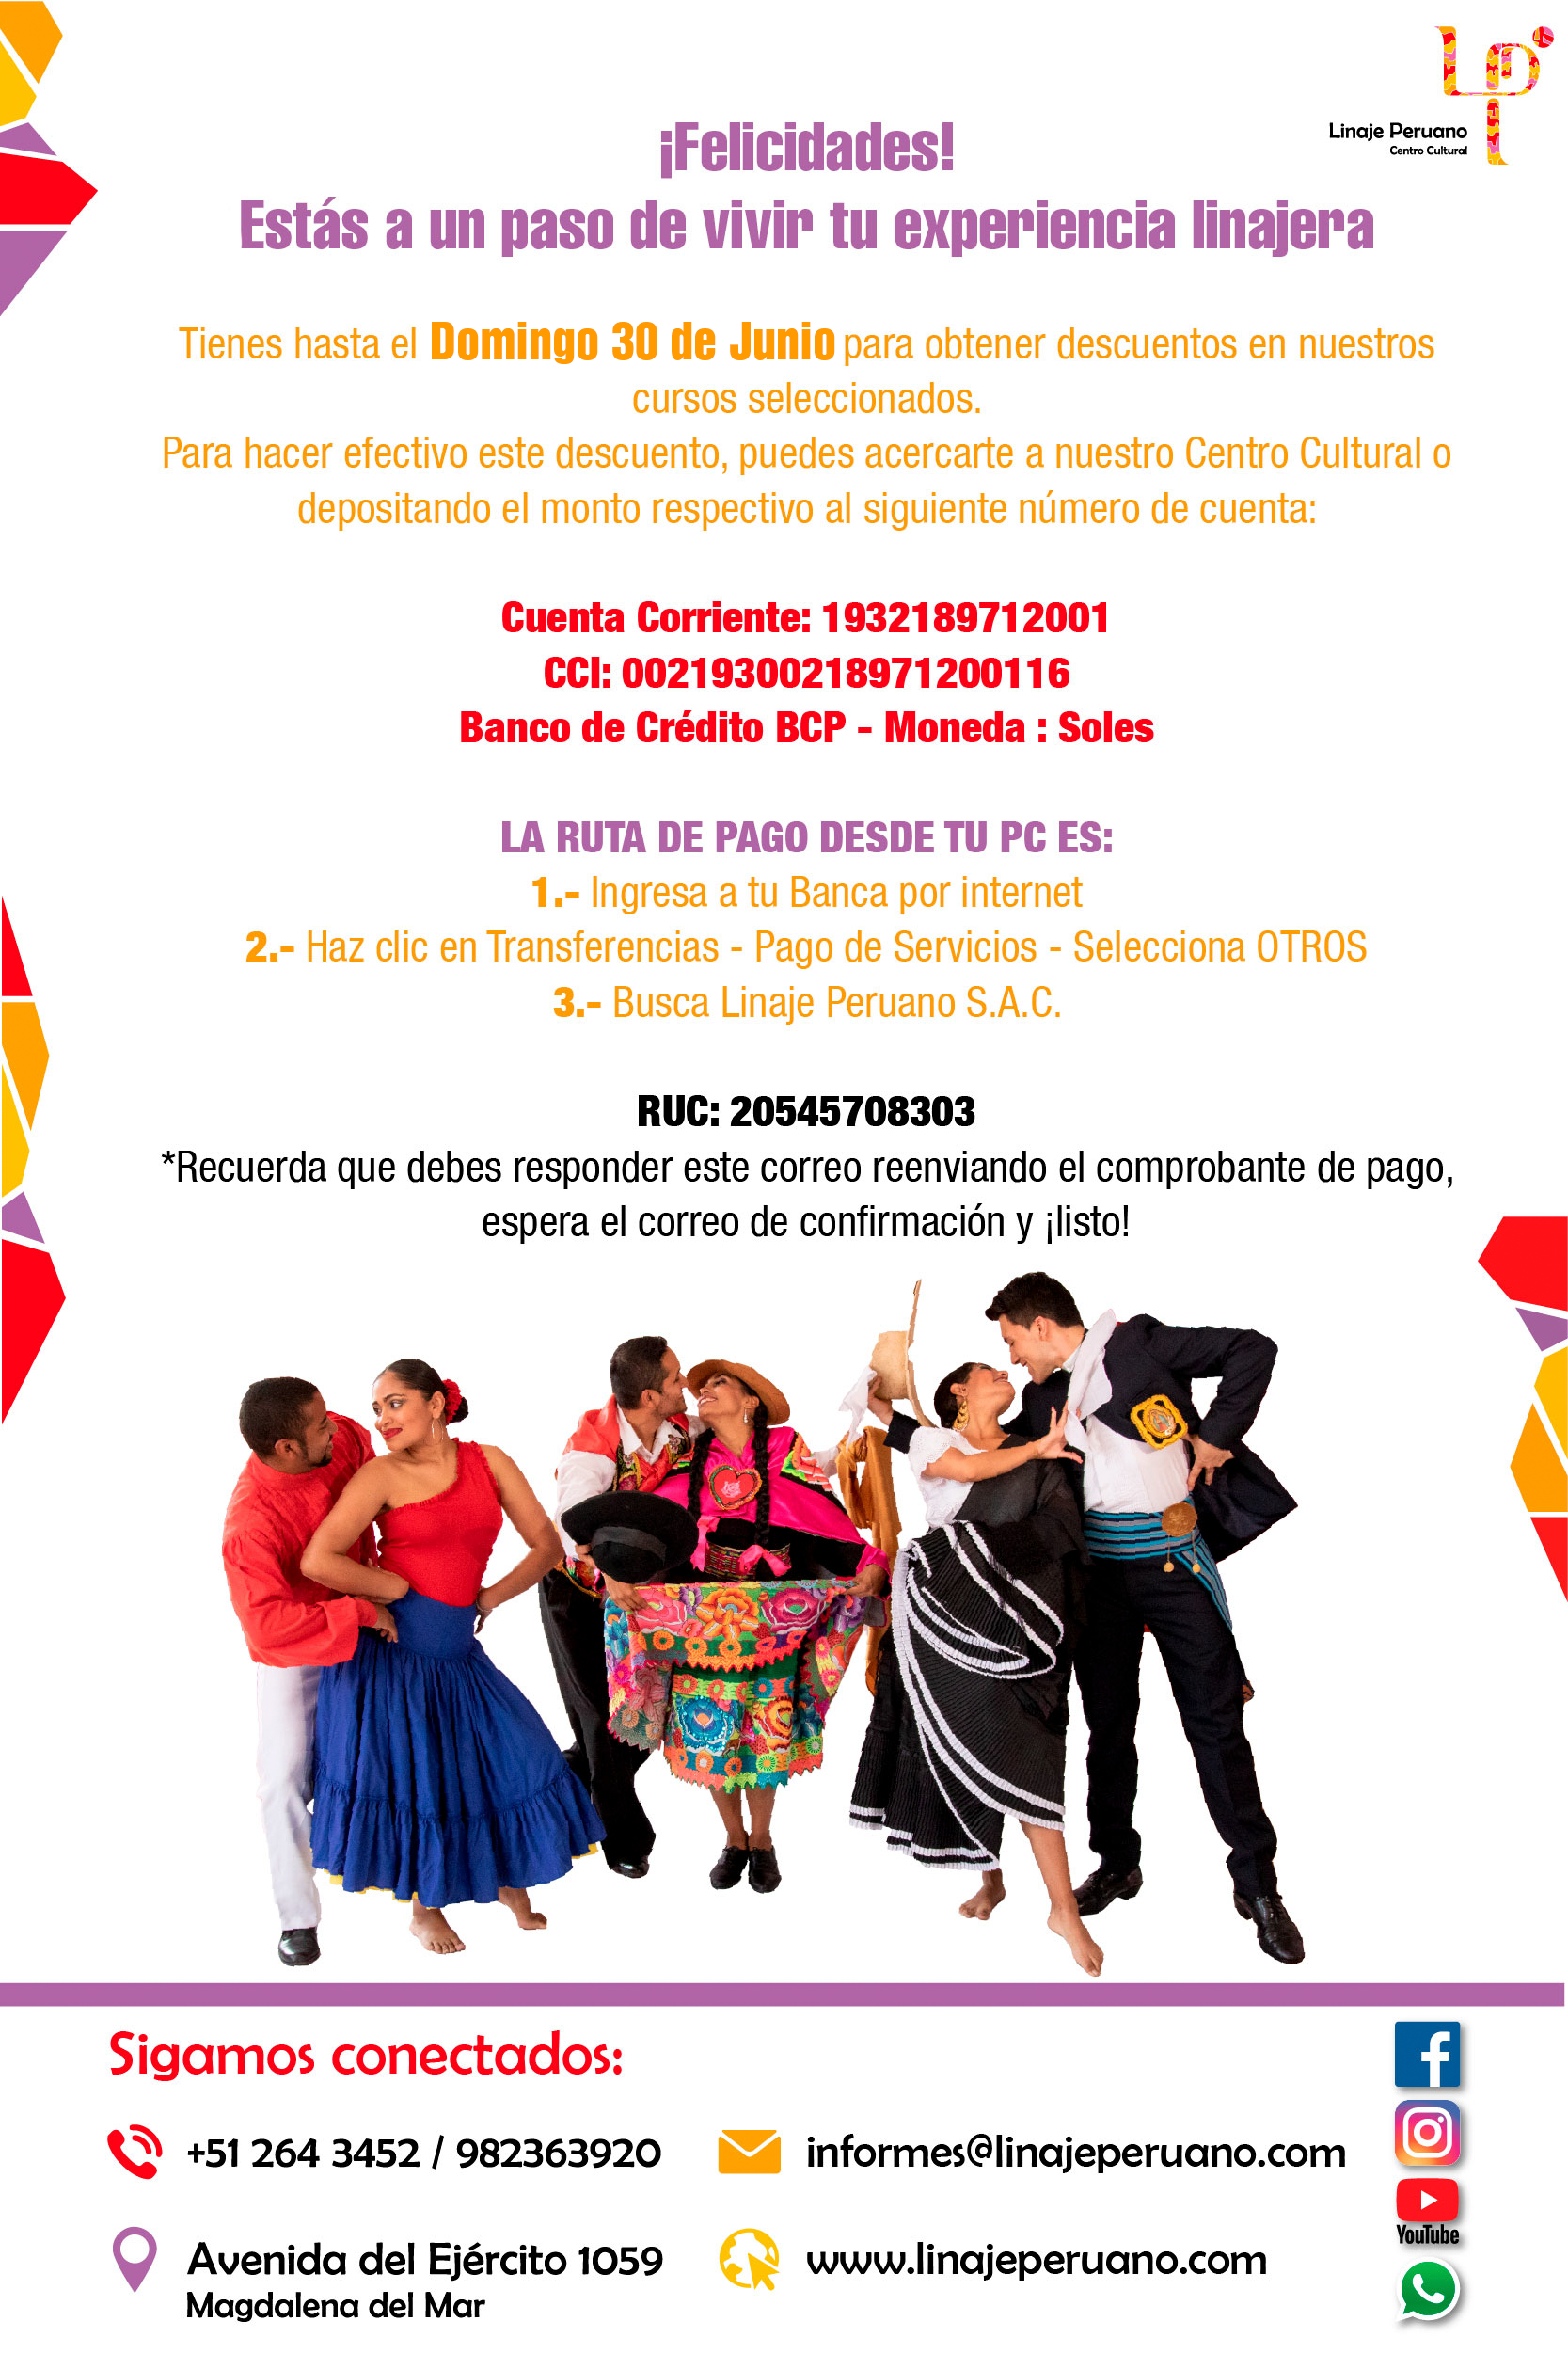 Lp
Linaje Peruano
Centro Cultural
¡Felicidades!
Estás a un paso de vivir tu experiencia linajera
Tienes hasta el Domingo 30 de Junio para obtener descuentos en nuestros
cursos seleccionados.
Para hacer efectivo este descuento, puedes acercarte a nuestro Centro Cultural o
depositando el monto respectivo al siguiente número de cuenta:
Cuenta Corriente: 1932189712001
CCI: 00219300218971200116
Banco de Crédito BCP - Moneda : Soles
LA RUTA DE PAGO DESDE TU PC ES:
1.- Ingresa a tu Banca por internet
2.- Haz clic en Transferencias - Pago de Servicios - Selecciona OTROS
3.- Busca Linaje Peruano S.A.C.
RUC: 20545708303
*Recuerda que debes responder este correo reenviando el comprobante de pago,
espera el correo de confirmación y ¡listo!
Sigamos conectados:
+51 264 3452 / 982363920
informes@linajeperuano.com
Avenida del Ejército 1059
Magdalena del Mar
www.linajeperuano.com
YouTube